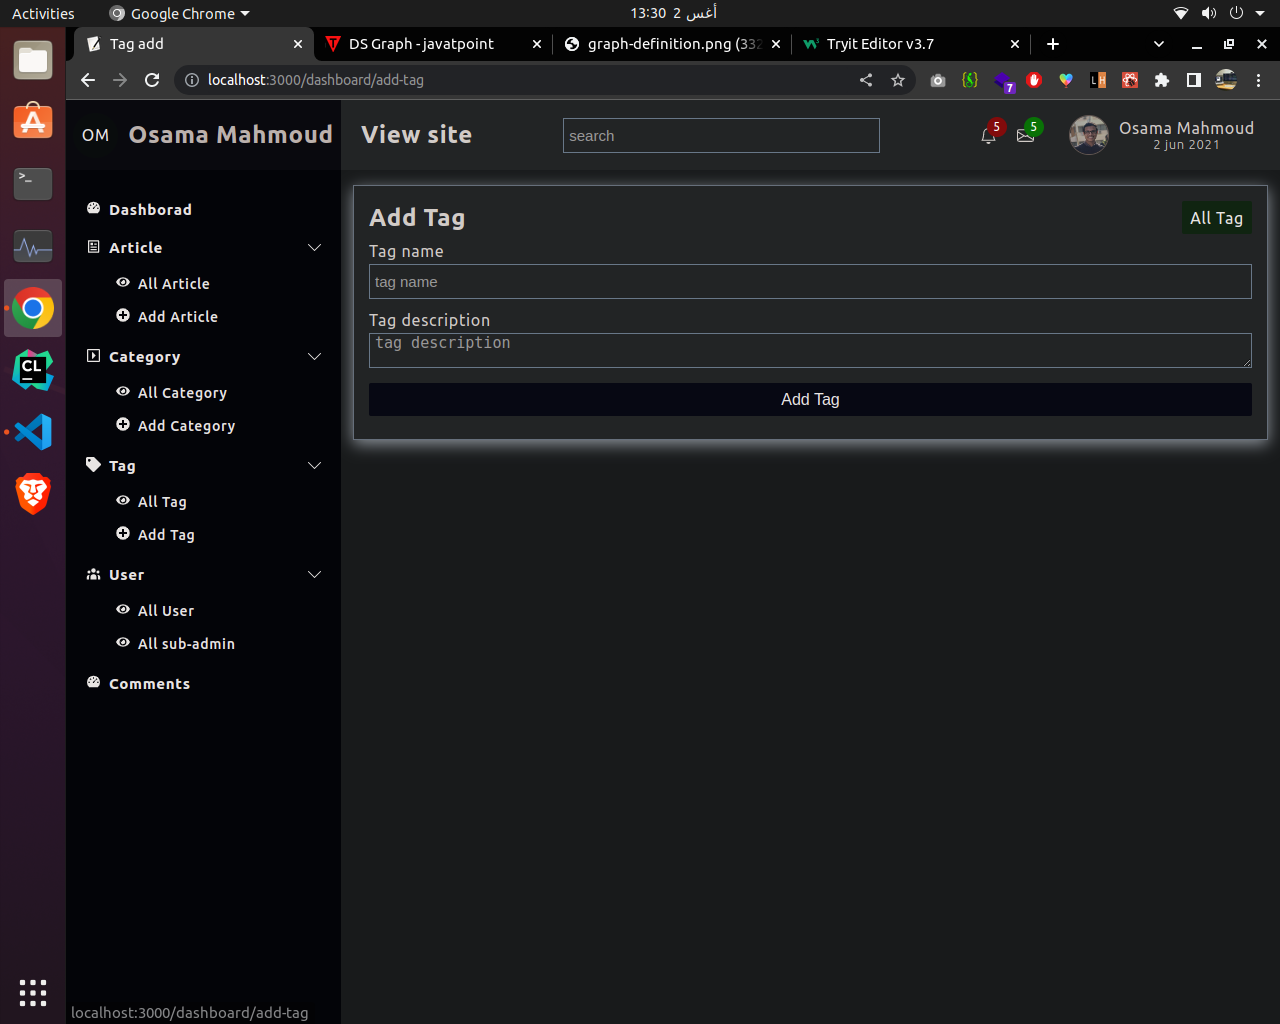 Activities
Google Chrome
13:30 2 أغس
Tag add
DS Graph - javatpoint
graph-definition.png (332
Tryit Editor v3.7
localhost:3000/dashboard/add-tag
7
LH
OM Osama Mahmoud
View site
search
5
5
Osama Mahmoud
2 jun 2021
Dashborad
Article
All Article
Add Article
Category
All Category
Add Category
Tag
All Tag
Add Tag
User
All User
All sub-admin
Comments
Add Tag
All Tag
Tag name
tag name
Tag description
tag description
Add Tag
CL
localhost:3000/dashboard/add-tag